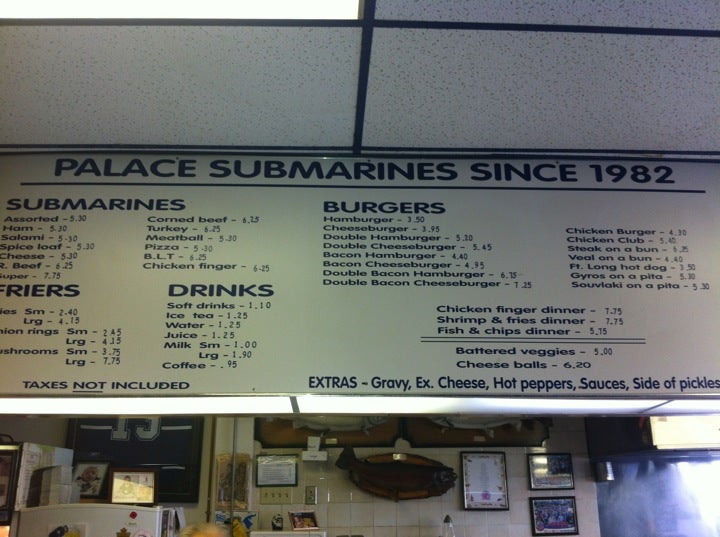 PALACE SUBMARINES SINCE 1982
SUBMARINES
Assorted - 5.30
Ham - 5.30
Salami - 5.30
Spice loaf - 5.30
Cheese - 5.30
R. Beef - 6.25
Super - 7.75
Corned beef - 6.25
Turkey - 6.25
Meatball - 5.30
Pizza - 5.30
B.L.T - 6.25
Chicken finger - 6.25
FRIERS
ies Sm - 2.40
Lrg - 4.15
nion rings Sm - 2.45
Lrg - 4.15
ushrooms Sm - 3.75
Lrg - 7.75
DRINKS
Soft drinks - 1.10
Ice tea - 1.25
Water - 1.25
Juice - 1.25
Milk Sm - 1.00
Lrg - 1.90
Coffee - .95
TAXES NOT INCLUDED
BURGERS
Hamburger - 3.50
Cheeseburger - 3.95
Double Hamburger - 5.20
Double Cheeseburger - 5.45
Bacon Hamburger - 4.40
Bacon Cheeseburger - 4.95
Double Bacon Hamburger - 6.75
Double Bacon Cheeseburger - 7.25
Chicken Burger - 4.30
Chicken Club - 5.40
Steak on a bun - 6.25
Veal on a bun - 4.40
Ft. Long hot dog - 3.50
Gyros on a pita - 5.30
Souvlaki on a pita - 5.30
Chicken finger dinner - 7.75
Shrimp & fries dinner - 7.75
Fish & chips dinner - 5.75
Battered veggies - 5.00
Cheese balls - 6.20
EXTRAS - Gravy, Ex. Cheese, Hot peppers, Sauces, Side of pickles